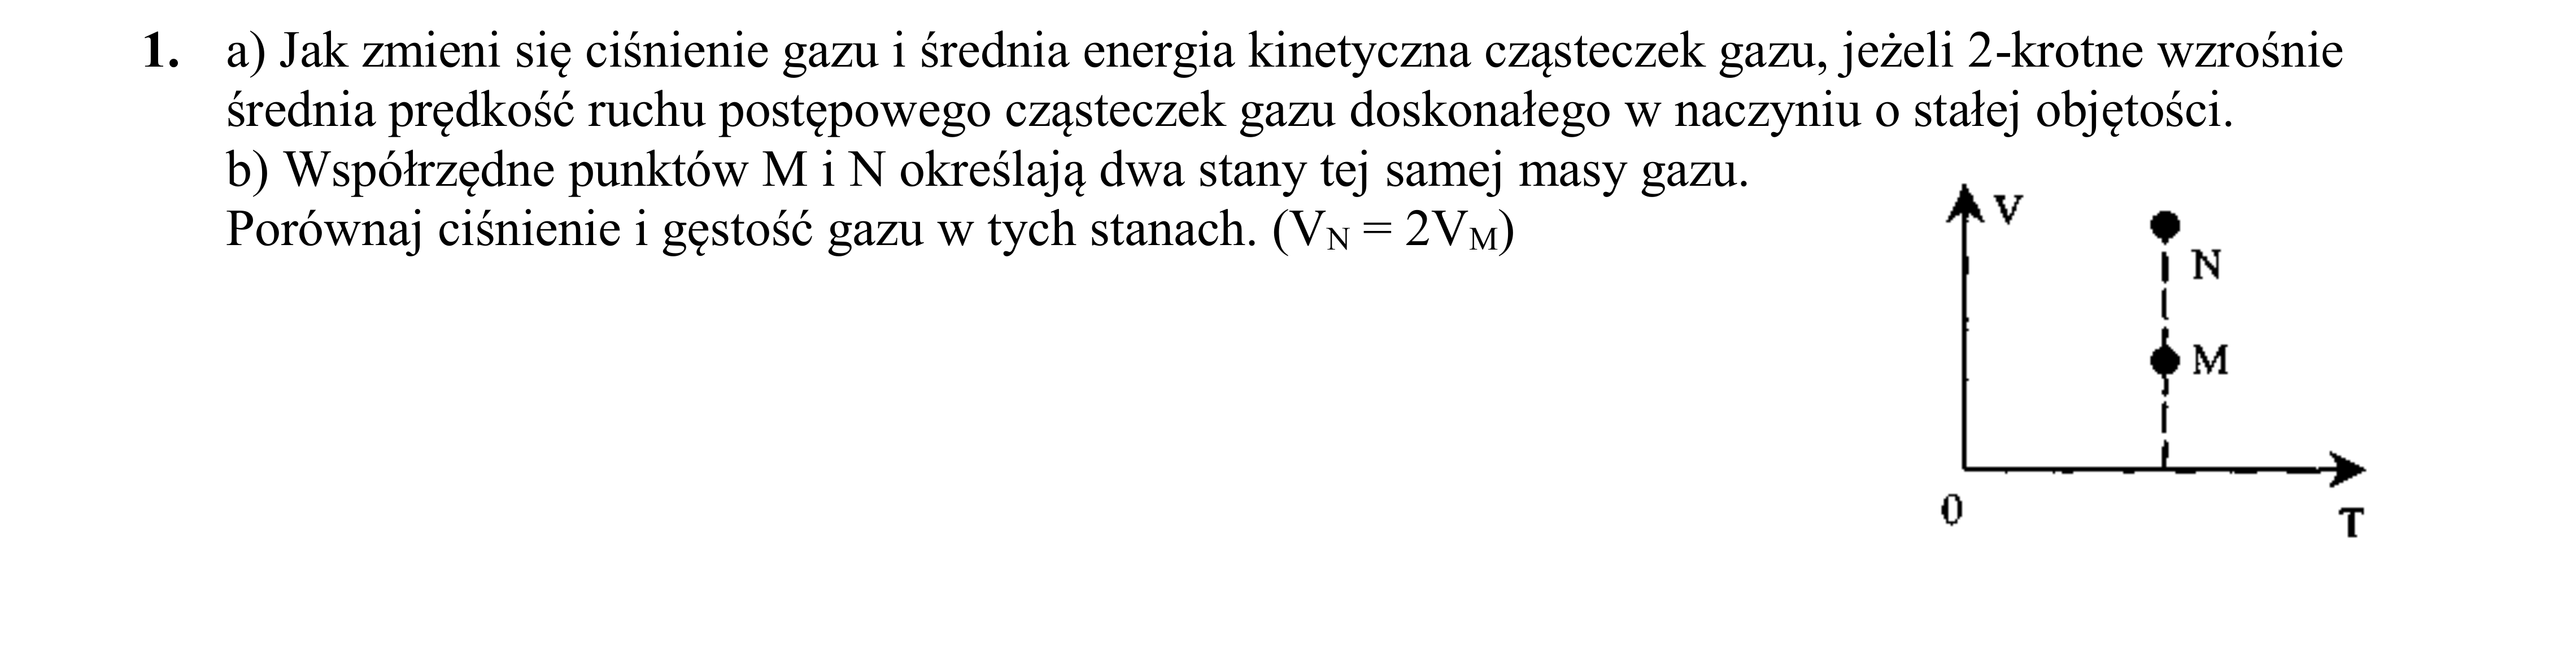 1. a) Jak zmieni się ciśnienie gazu i średnia energia kinetyczna cząsteczek gazu, jeżeli 2-krotne wzrośnie
średnia prędkość ruchu postępowego cząsteczek gazu doskonałego w naczyniu o stałej objętości.
b) Współrzędne punktów M i N określają dwa stany tej samej masy gazu.
Porównaj ciśnienie i gęstość gazu w tych stanach. (VN = 2VM)
V
N
M
0
T